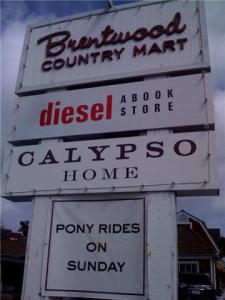 Brentwood
COUNTRY MART
diesel A BOOK
STORE
CALYPSO
HOME
PONY RIDES
ON
SUNDAY